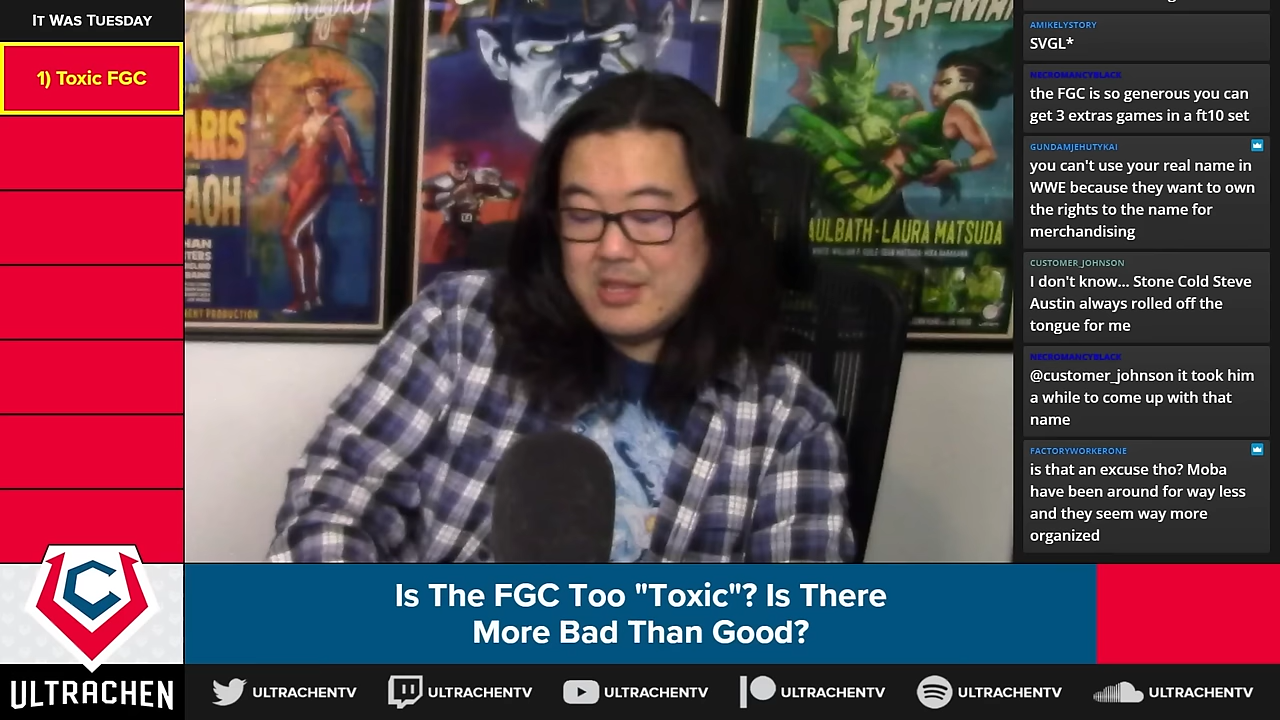 IT WAS TUESDAY
1) Toxic FGC
ARIS
AOH
FISH-MAN
AULBATH · LAURA MATSUDA
AMIKELYSTORY
SVGL*
NECROMANCYBLACK
the FGC is so generous you can
get 3 extras games in a ft10 set
GUNDAMJEHUTYKAI
you can't use your real name in
WWE because they want to own
the rights to the name for
merchandising
CUSTOMER_JOHNSON
I don't know... Stone Cold Steve
Austin always rolled off the
tongue for me
NECROMANCYBLACK
@customer_johnson it took him
a while to come up with that
name
FACTORYWORKERONE
is that an excuse tho? Moba
have been around for way less
and they seem way more
organized
Is The FGC Too "Toxic"? Is There
More Bad Than Good?
ULTRACHEN
ULTRACHENTV
ULTRACHENTV
ULTRACHENTV
ULTRACHENTV
ULTRACHENTV
ULTRACHENTV